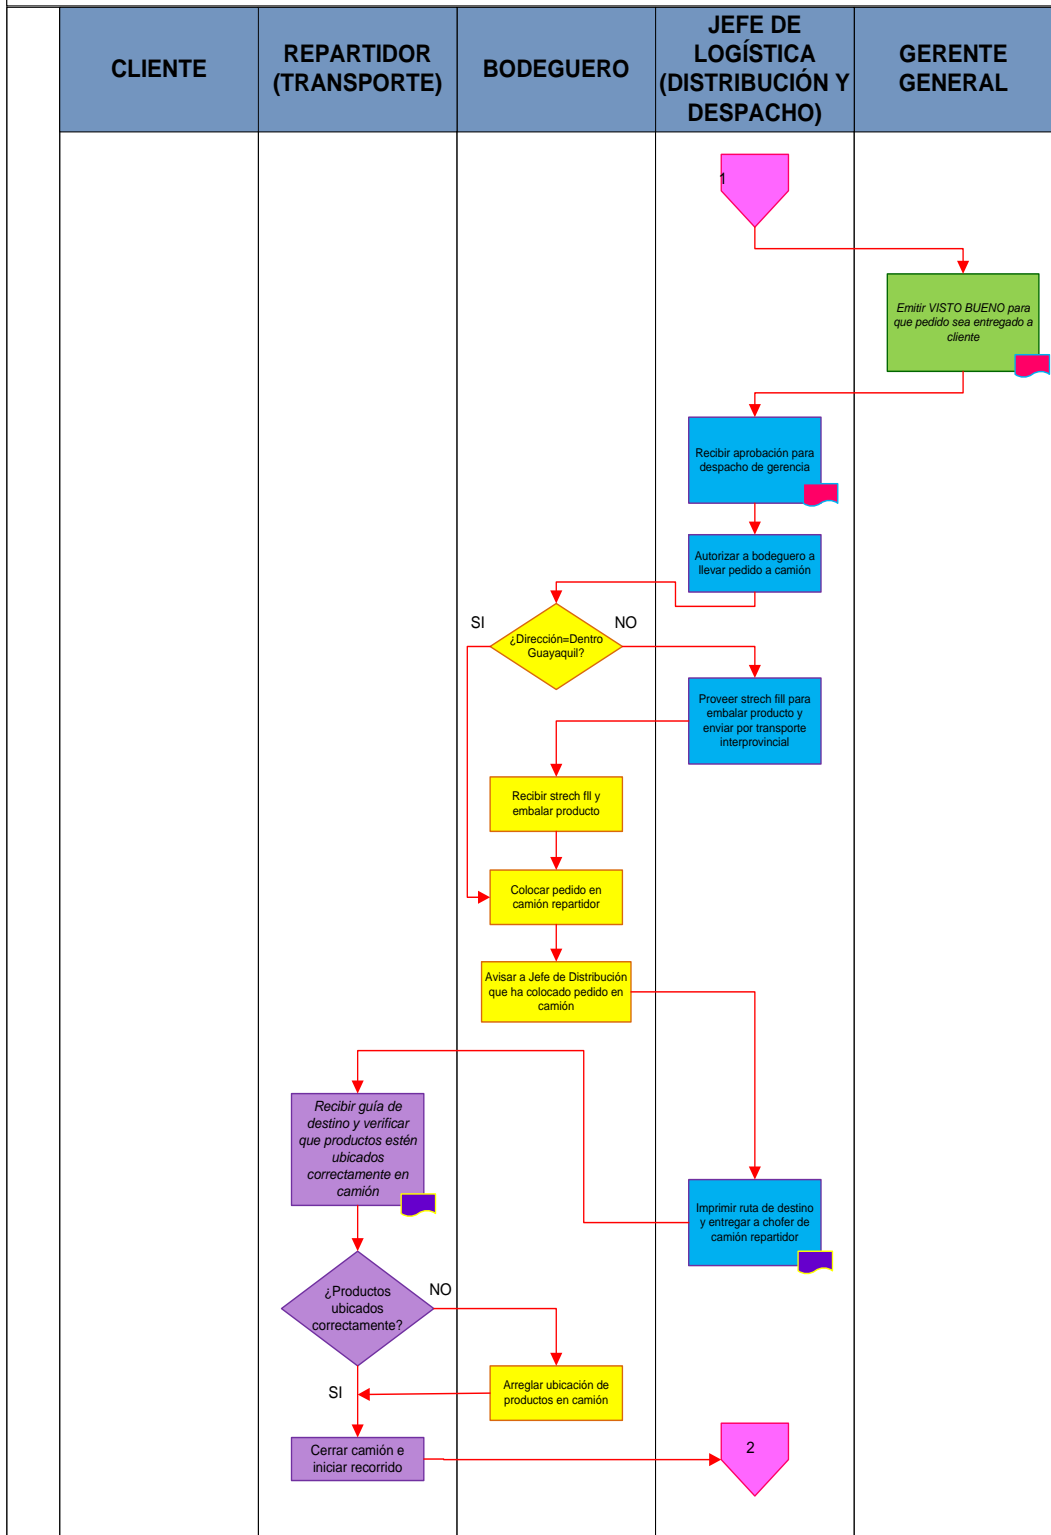 CLIENTE
REPARTIDOR
(TRANSPORTE)
BODEGUERO
JEFE DE
LOGÍSTICA
(DISTRIBUCIÓN Y
DESPACHO)
GERENTE
GENERAL
1
Emitir VISTO BUENO para
que pedido sea entregado a
cliente
Recibir aprobación para
despacho de gerencia
Autorizar a bodeguero a
llevar pedido a camión
SI
¿Dirección=Dentro
Guayaquil?
NO
Proveer strech fill para
embalar producto y
enviar por transporte
interprovincial
Recibir strech fll y
embalar producto
Colocar pedido en
camión repartidor
Avisar a Jefe de Distribución
que ha colocado pedido en
camión
Recibir guía de
destino y verificar
que productos estén
ubicados
correctamente en
camión
Imprimir ruta de destino
y entregar a chofer de
camión repartidor
¿Productos
ubicados
correctamente?
NO
Arreglar ubicación de
productos en camión
SI
Cerrar camión e
iniciar recorrido
2